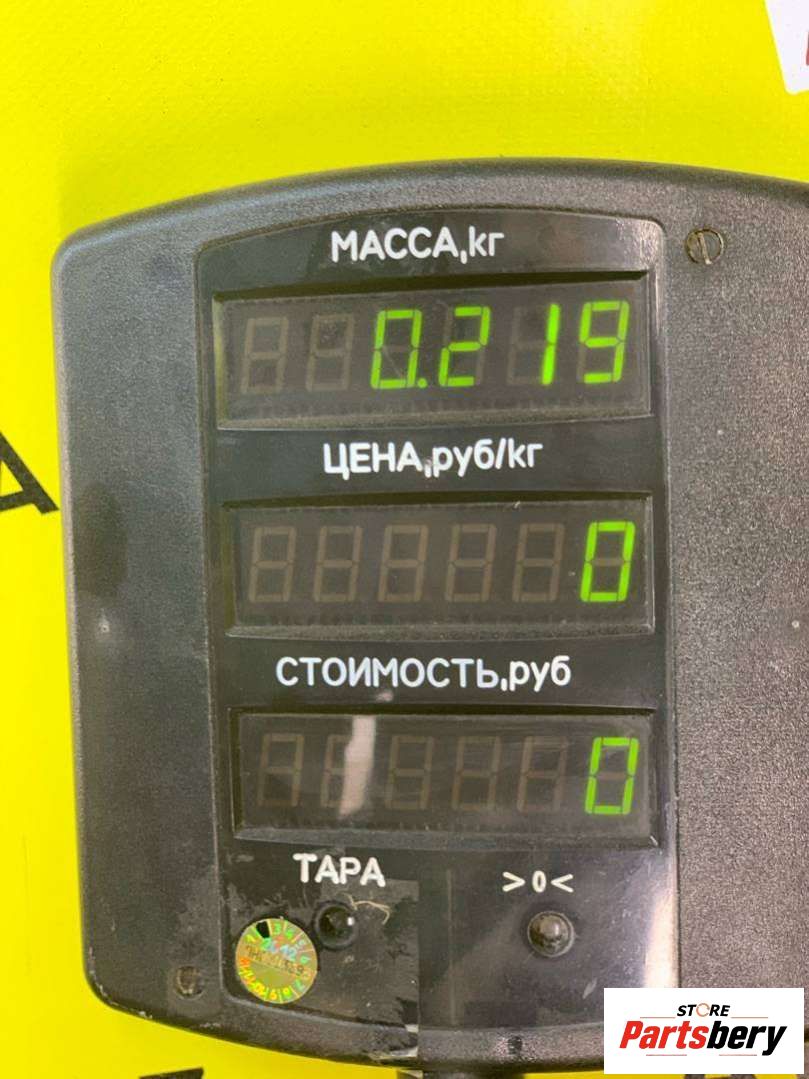 МАССА,кг
0.219
ЦЕНА,руб/кг
0
СТОИМОСТЬ,руб
0
ТАРА
>0<
STORE
Partsbery